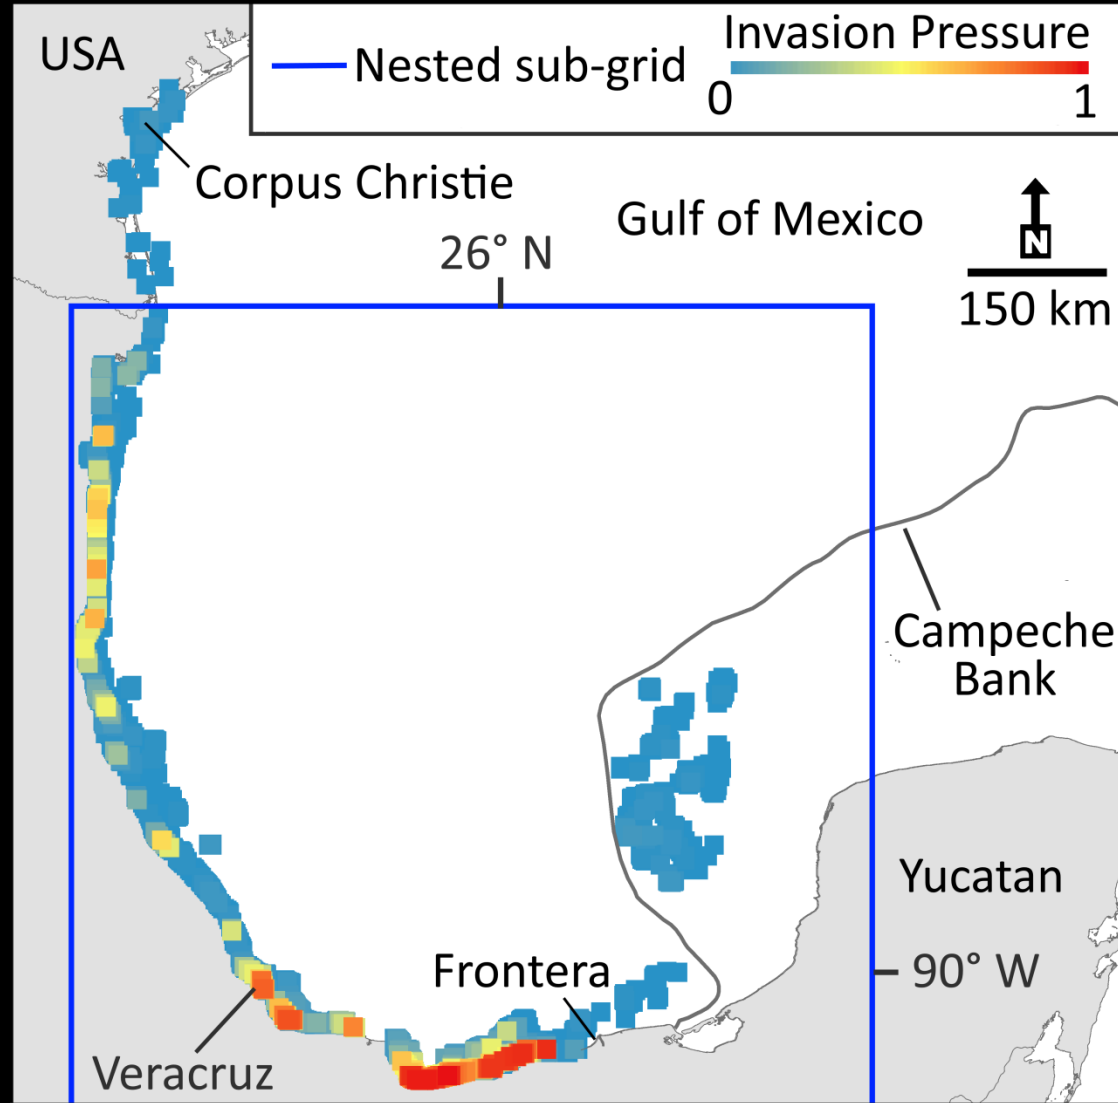 USA
Nested sub-grid
Invasion Pressure
0
1
Corpus Christie
Gulf of Mexico
N
26° N
150 km
Campeche
Bank
Yucatan
Frontera
90° W
Veracruz